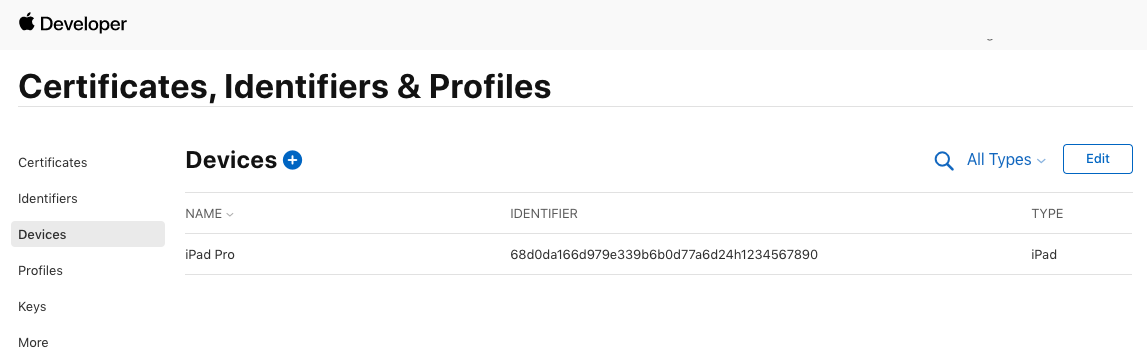 Developer
Certificates, Identifiers & Profiles
Certificates
Identifiers
Devices
Profiles
Keys
More
Devices
All Types
Edit
NAME IDENTIFIER TYPE
iPad Pro 68d0da166d979e339b6b0d77a6d24h1234567890 iPad